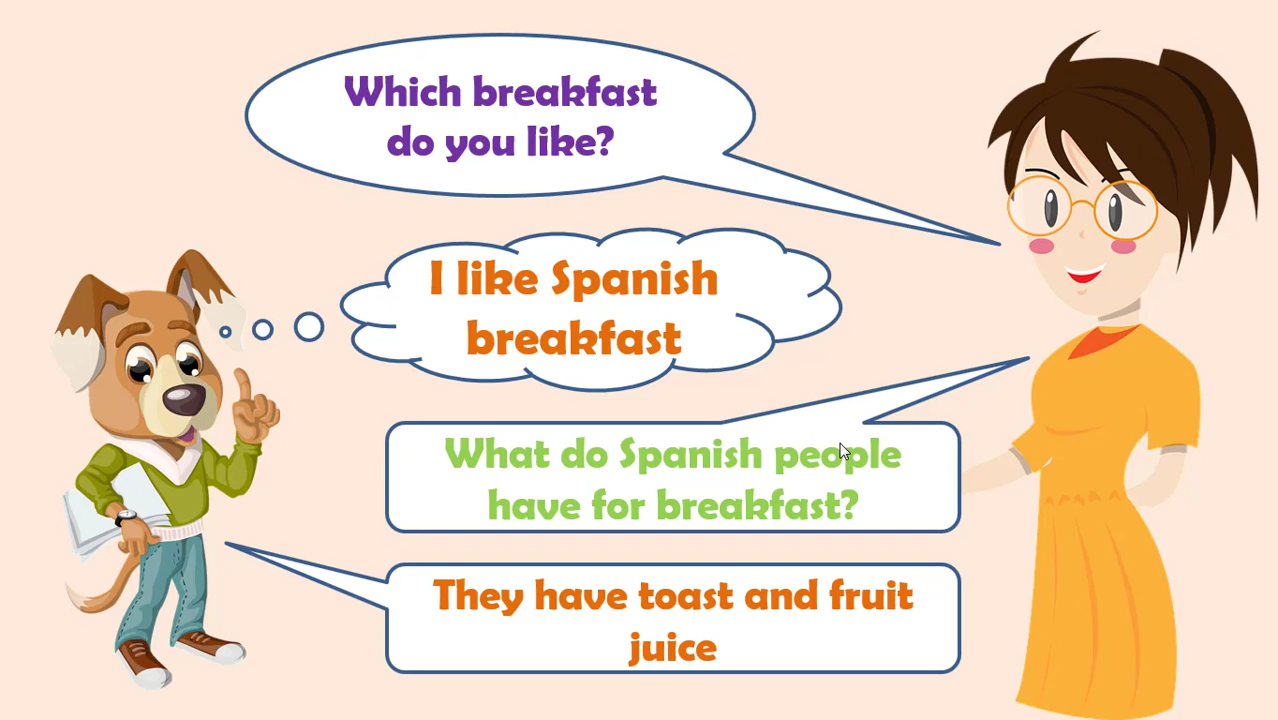 Which breakfast
do you like?
I like Spanish
breakfast
What do Spanish people
have for breakfast?
They have toast and fruit
juice